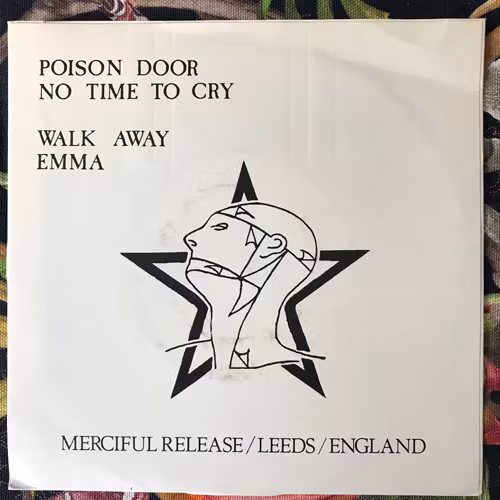 POISON DOOR
NO TIME TO CRY
WALK AWAY
EMMA
MERCIFUL RELEASE/LEEDS/ENGLAND